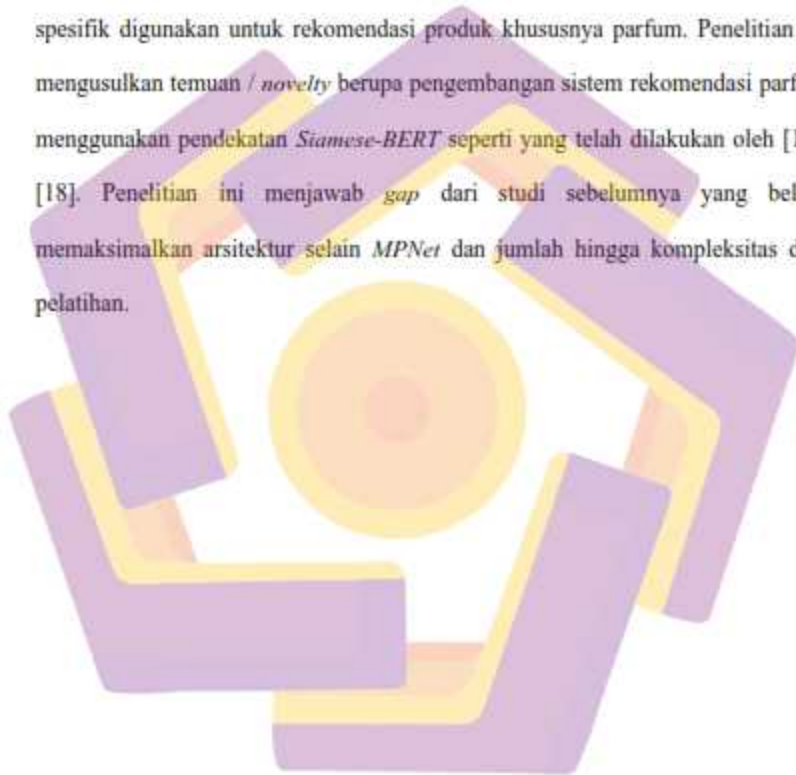 spesifik digunakan untuk rekomendasi produk khususnya parfum. Penelitian
mengusulkan temuan / novelty berupa pengembangan sistem rekomendasi parf
menggunakan pendekatan Siamese-BERT seperti yang telah dilakukan oleh [1
[18]. Penelitian ini menjawab gap dari studi sebelumnya yang bel
memaksimalkan arsitektur selain MPNet dan jumlah hingga kompleksitas d
pelatihan.